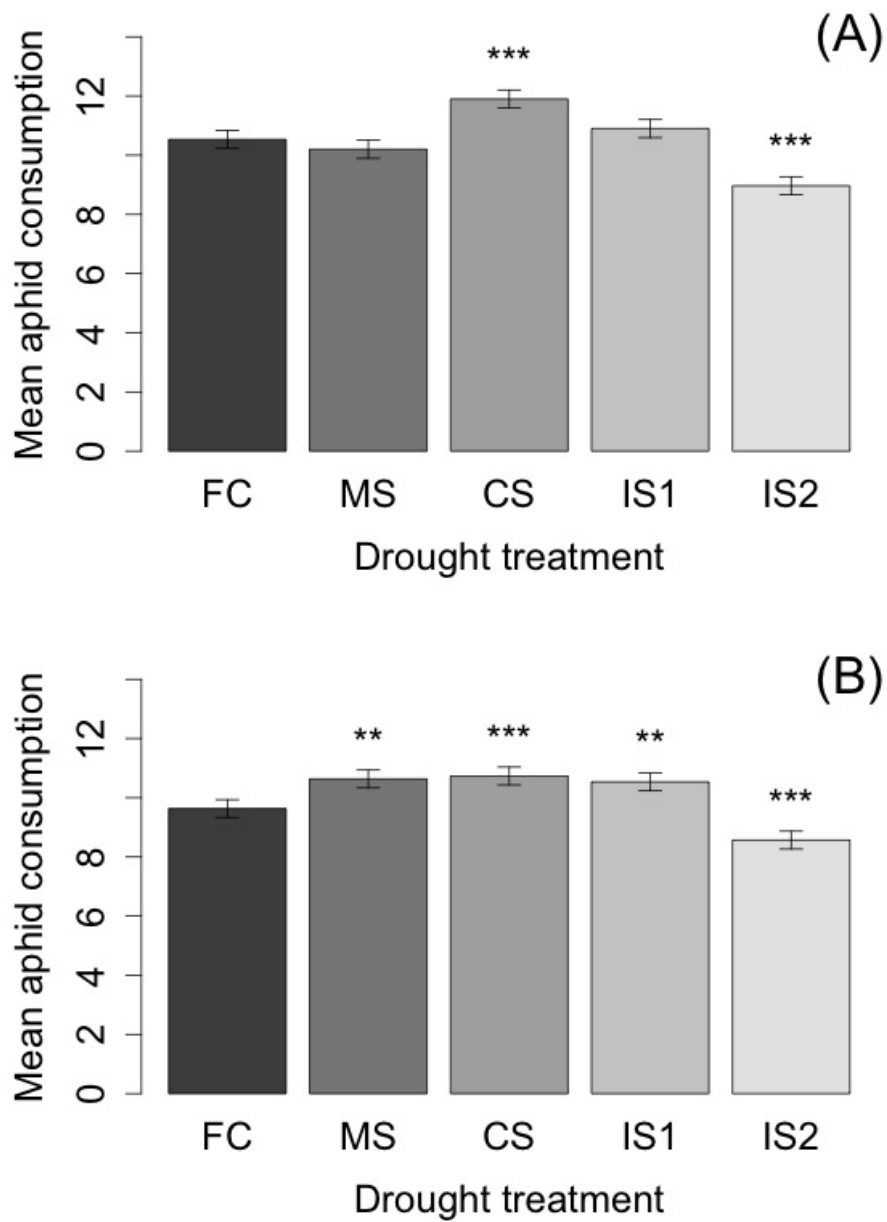 (A)
Mean aphid consumption
12
8
6
4
2
0
***
***
FC MS CS IS1 IS2
Drought treatment
(B)
Mean aphid consumption
12
8
6
4
2
0
**
***
**
***
FC MS CS IS1 IS2
Drought treatment